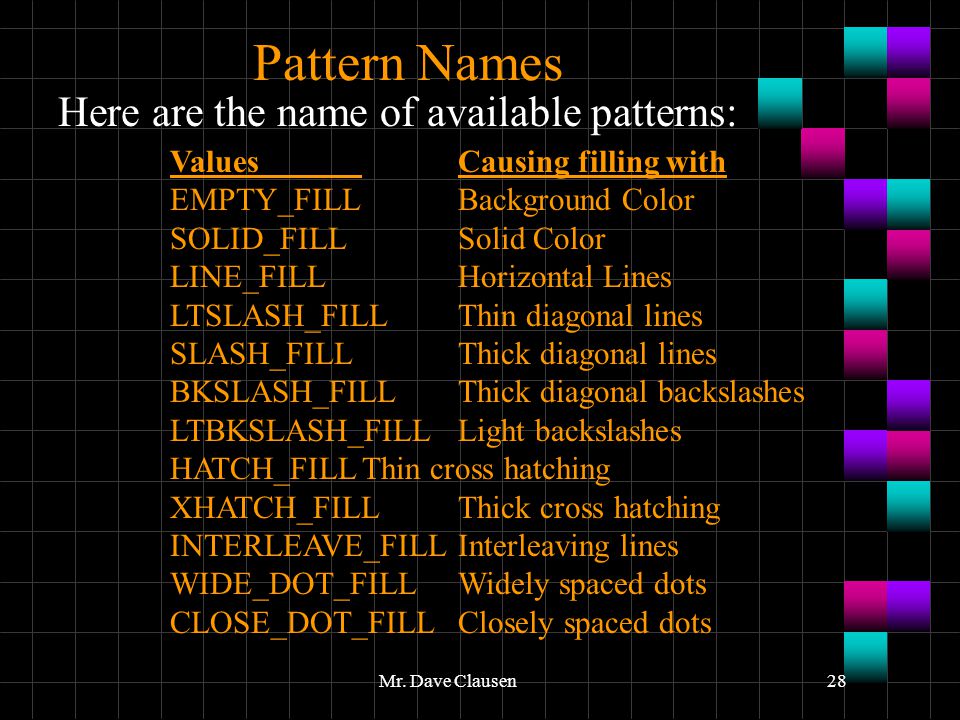 Pattern Names
Here are the name of available patterns:
Values Causing filling with
EMPTY_FILL Background Color
SOLID_FILL Solid Color
LINE_FILL Horizontal Lines
LTSLASH_FILL Thin diagonal lines
SLASH_FILL Thick diagonal lines
BKSLASH_FILL Thick diagonal backslashes
LTBKSLASH_FILL Light backslashes
HATCH_FILL Thin cross hatching
XHATCH_FILL Thick cross hatching
INTERLEAVE_FILL Interleaving lines
WIDE_DOT_FILL Widely spaced dots
CLOSE_DOT_FILL Closely spaced dots
Mr. Dave Clausen 28